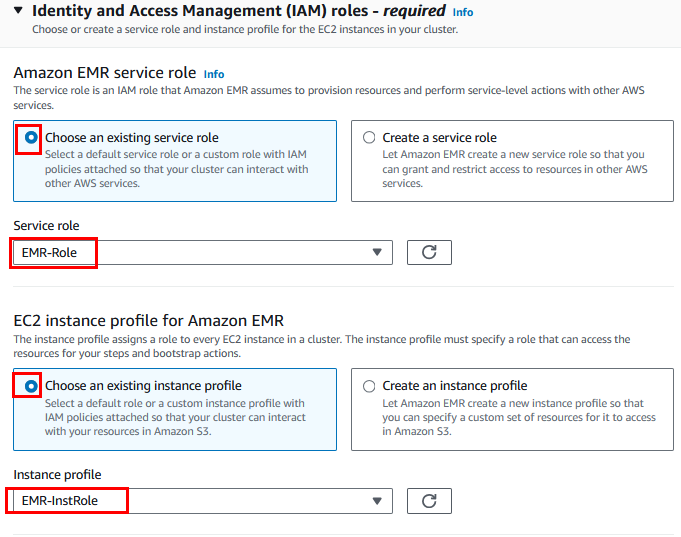 Identity and Access Management (IAM) roles - required Info
Choose or create a service role and instance profile for the EC2 instances in your cluster.
Amazon EMR service role Info
The service role is an IAM role that Amazon EMR assumes to provision resources and perform service-level actions with other AWS
services.
Choose an existing service role
Select a default service role or a custom role with IAM
policies attached so that your cluster can interact with
other AWS services.
Create a service role
Let Amazon EMR create a new service role so that you
can grant and restrict access to resources in other AWS
services.
Service role
EMR-Role
EC2 instance profile for Amazon EMR
The instance profile assigns a role to every EC2 instance in a cluster. The instance profile must specify a role that can access the
resources for your steps and bootstrap actions.
Choose an existing instance profile
Select a default role or a custom instance profile with
IAM policies attached so that your cluster can interact
with your resources in Amazon S3.
Create an instance profile
Let Amazon EMR create a new instance profile so that
you can specify a custom set of resources for it to access
in Amazon S3.
Instance profile
EMR-InstRole